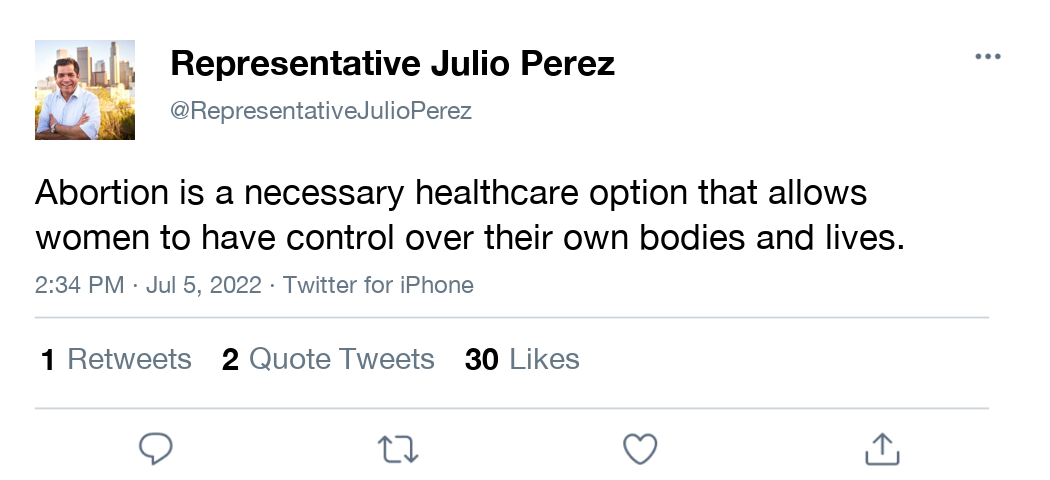 Representative Julio Perez
@RepresentativeJulioPerez
Abortion is a necessary healthcare option that allows
women to have control over their own bodies and lives.
2:34 PM · Jul 5, 2022 · Twitter for iPhone
1 Retweets 2 Quote Tweets 30 Likes